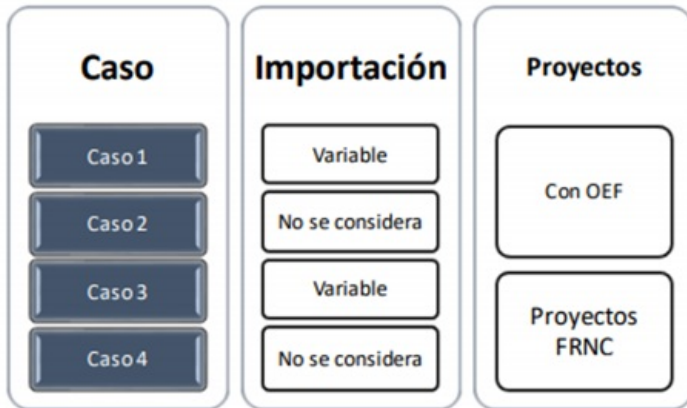 Caso
Caso 1
Caso 2
Caso 3
Caso 4
Importación
Variable
No se considera
Variable
No se considera
Proyectos
Con OEF
Proyectos
FRNC